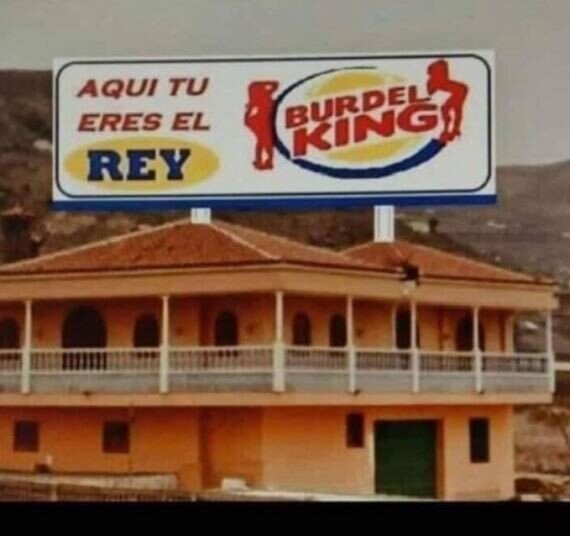 AQUI TU
ERES EL
REY
BURDEL
KING